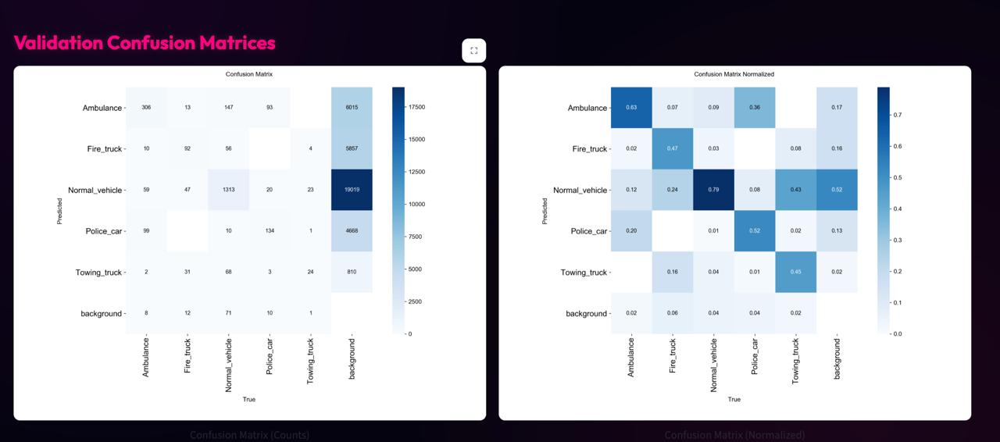 Validation Confusion Matrices
Confusion Matrix
Predicted
Ambulance 306 13 147 93 6015
Fire_truck 10 92 56 4 5857
Normal_vehicle 59 47 1313 20 23 19019
Police_car 99 10 134 1 4668
Towing_truck 2 31 68 3 24 810
background 8 12 71 10 1
Ambulance Fire_truck Normal_vehicle Police_car Towing_truck background
True
17500
15000
12500
10000
7500
5000
2500
0
Confusion Matrix (Counts)
Confusion Matrix Normalized
Predicted
Ambulance 0.63 0.07 0.09 0.36 0.17
Fire_truck 0.02 0.47 0.03 0.08 0.16
Normal_vehicle 0.12 0.24 0.79 0.08 0.43 0.52
Police_car 0.20 0.01 0.52 0.02 0.13
Towing_truck 0.16 0.04 0.01 0.45 0.02
background 0.02 0.06 0.04 0.04 0.02
Ambulance Fire_truck Normal_vehicle Police_car Towing_truck background
True
0.7
0.6
0.5
0.4
0.3
0.2
0.1
0.0
Confusion Matrix (Normalized)